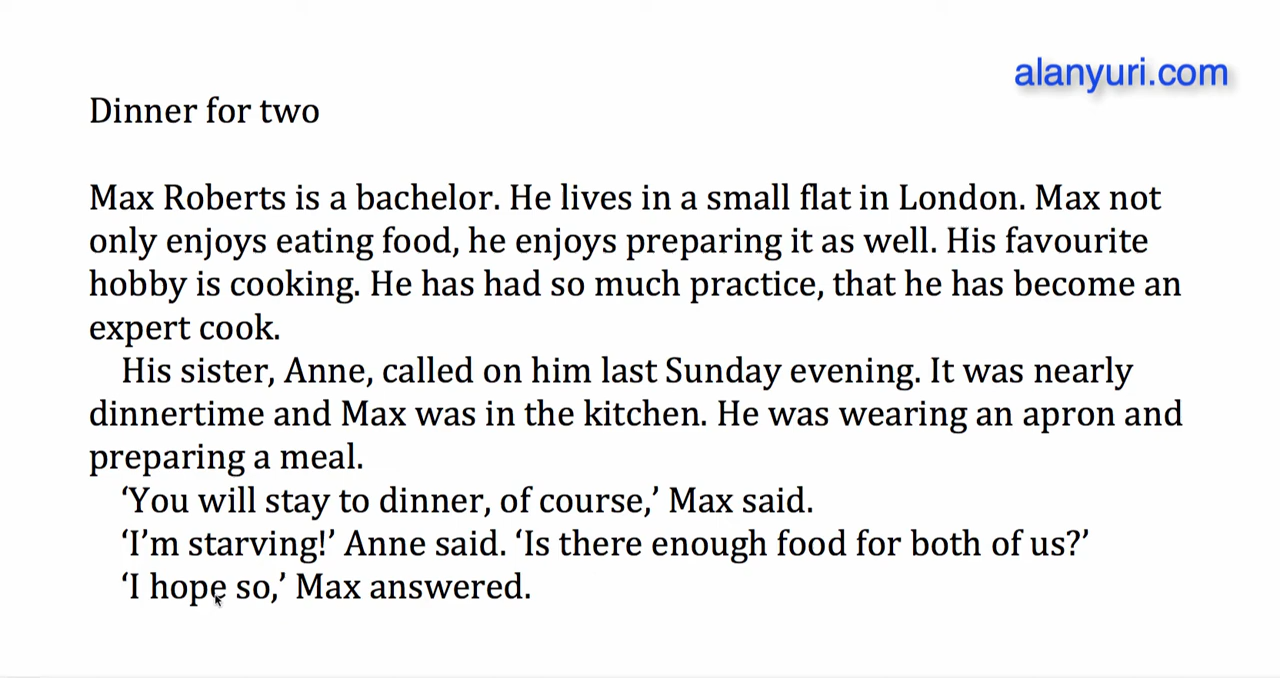 alanyuri.com
Dinner for two
Max Roberts is a bachelor. He lives in a small flat in London. Max not
only enjoys eating food, he enjoys preparing it as well. His favourite
hobby is cooking. He has had so much practice, that he has become an
expert cook.
His sister, Anne, called on him last Sunday evening. It was nearly
dinnertime and Max was in the kitchen. He was wearing an apron and
preparing a meal.
‘You will stay to dinner, of course,’ Max said.
‘I’m starving!’ Anne said. ‘Is there enough food for both of us?’
‘I hope so,’ Max answered.